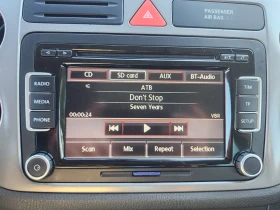 PASSENGER
AIR BAG
RADIO
MEDIA
PHONE
CD
SD card
AUX
BT-Audio
ATB
Don't Stop
Seven Years
00:00:24
VBR
Scan
Mix
Repeat
Selection
TIM
TP
SETUP